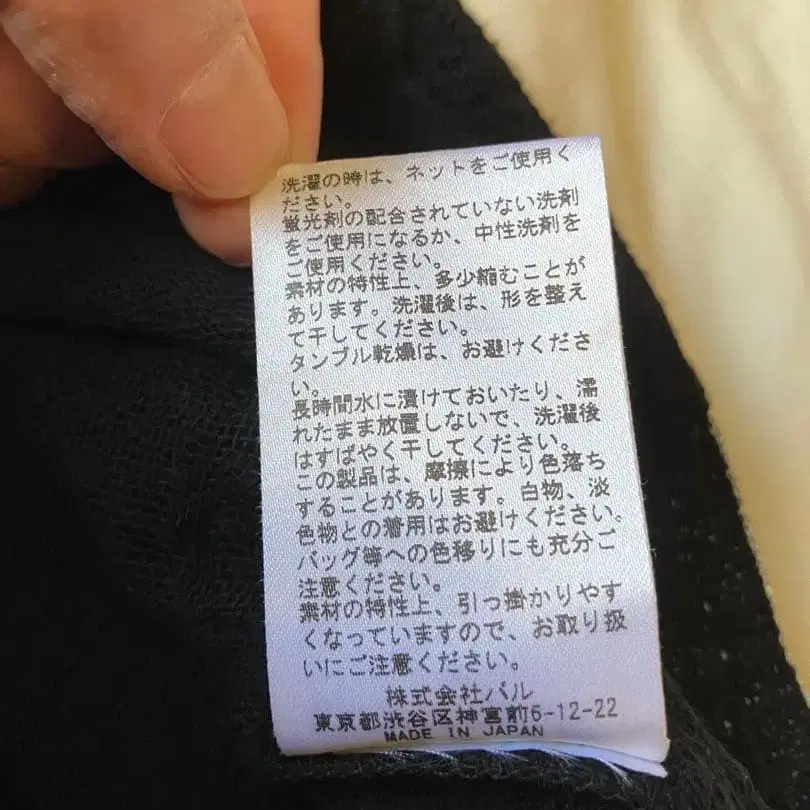 洗濯の時は、ネットをご使用く
ださい。
蛍光剤の配合されていない洗剤
をご使用になるか、中性洗剤を
ご使用ください。
素材の特性上、多少縮むことが
あります。洗濯後は、形を整え
て干してください。
タンブル乾燥は、お避けくださ
い。
長時間水に漬けておいたり、濡
れたまま放置しないで、洗濯後
はすばやく干してください。
この製品は、摩擦により色落ち
することがあります。白物、淡
色物との着用はお避けください。
バッグ等への色移りにも充分ご
注意ください。
素材の特性上、引っ掛かりやす
くなっていますので、お取り扱
いにご注意ください。
株式会社パル
東京都渋谷区神宮前6-12-22
MADE IN JAPAN